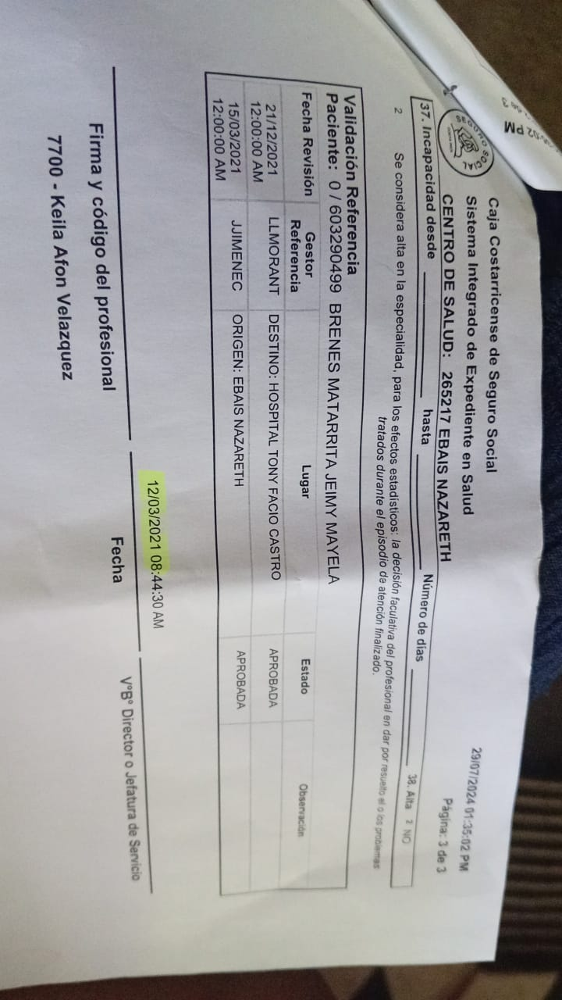 Caja Costarricense de Seguro Social
29/07/2024 01:35:02 PM
Sistema Integrado de Expediente en Salud
Página: 3 de 3
CENTRO DE SALUD: 265217 EBAIS NAZARETH
37. Incapacidad desde hasta Número de días 38. Alta 2 NO
2 Se considera alta en la especialidad, para los efectos estadísticos: la decisión facultativa del profesional en dar por resuelto el o los problemas
tratados durante el episodio de atención finalizado.
Validación Referencia
Paciente: 0 / 603290499 BRENES MATARRITA JEIMY MAYELA
Fecha Revisión Gestor Referencia Lugar Estado Observación
21/12/2021 12:00:00 AM LLMORANT DESTINO: HOSPITAL TONY FACIO CASTRO APROBADA
15/03/2021 12:00:00 AM JJIMENEC ORIGEN: EBAIS NAZARETH APROBADA
12/03/2021 08:44:30 AM
Firma y código del profesional Fecha V°B° Director o Jefatura de Servicio
7700 - Keila Afon Velazquez